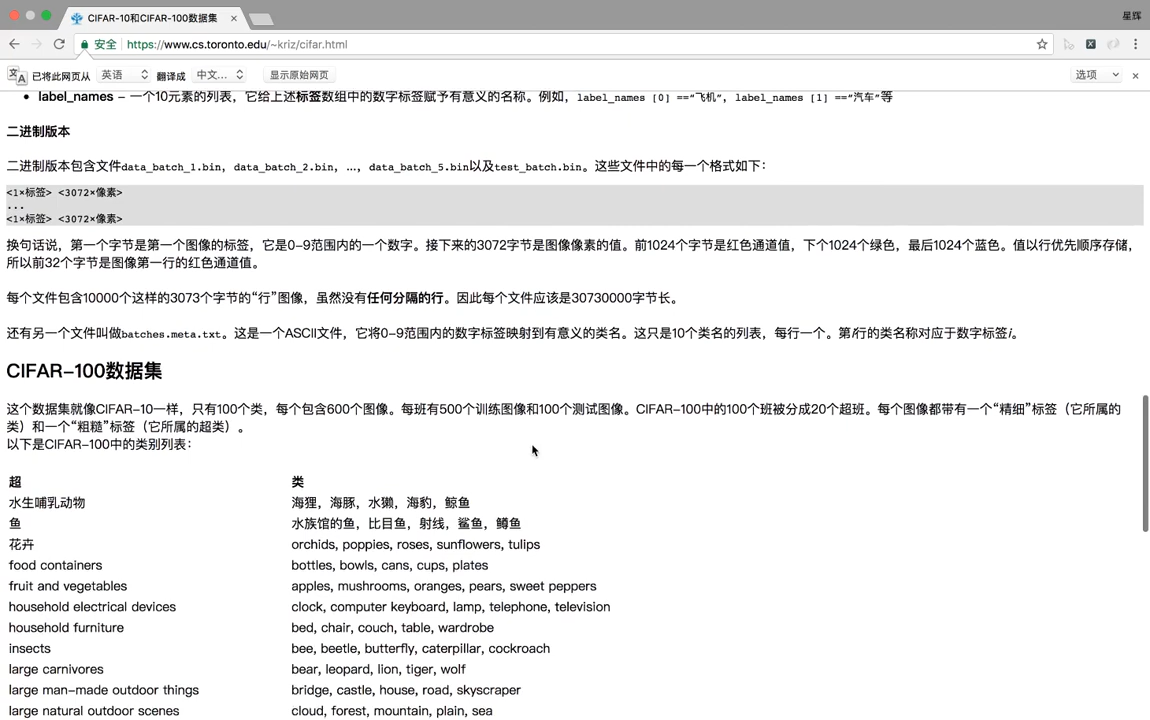 CIFAR-10和CIFAR-100数据集
星辉
安全 https://www.cs.toronto.edu/~kriz/cifar.html
已将此网页从 英语 翻译成 中文... 显示原始网页 选项
label_names – 一个10元素的列表，它给上述标签数组中的数字标签赋予有意义的名称。例如，label_names [0] ==“飞机”，label_names [1] ==“汽车”等
二进制版本
二进制版本包含文件data_batch_1.bin，data_batch_2.bin，...，data_batch_5.bin以及test_batch.bin。这些文件中的每一个格式如下：
<1×标签> <3072×像素>
...
<1×标签> <3072×像素>
换句话说，第一个字节是第一个图像的标签，它是0-9范围内的一个数字。接下来的3072字节是图像像素的值。前1024个字节是红色通道值，下个1024个绿色，最后1024个蓝色。值以行优先顺序存储，
所以前32个字节是图像第一行的红色通道值。
每个文件包含10000个这样的3073个字节的“行”图像，虽然没有任何分隔的行。因此每个文件应该是30730000字节长。
还有另一个文件叫做batches.meta.txt。这是一个ASCII文件，它将0-9范围内的数字标签映射到有意义的类名。这只是10个类名的列表，每行一个。第i行的类名称对应于数字标签i。
CIFAR-100数据集
这个数据集就像CIFAR-10一样，只有100个类，每个包含600个图像。每班有500个训练图像和100个测试图像。CIFAR-100中的100个班被分成20个超班。每个图像都带有一个“精细”标签（它所属的
类）和一个“粗糙”标签（它所属的超类）。
以下是CIFAR-100中的类别列表：
超 类
水生哺乳动物 海狸，海豚，水獭，海豹，鲸鱼
鱼 水族馆的鱼，比目鱼，射线，鲨鱼，鳟鱼
花卉 orchids, poppies, roses, sunflowers, tulips
food containers bottles, bowls, cans, cups, plates
fruit and vegetables apples, mushrooms, oranges, pears, sweet peppers
household electrical devices clock, computer keyboard, lamp, telephone, television
household furniture bed, chair, couch, table, wardrobe
insects bee, beetle, butterfly, caterpillar, cockroach
large carnivores bear, leopard, lion, tiger, wolf
large man-made outdoor things bridge, castle, house, road, skyscraper
large natural outdoor scenes cloud, forest, mountain, plain, sea